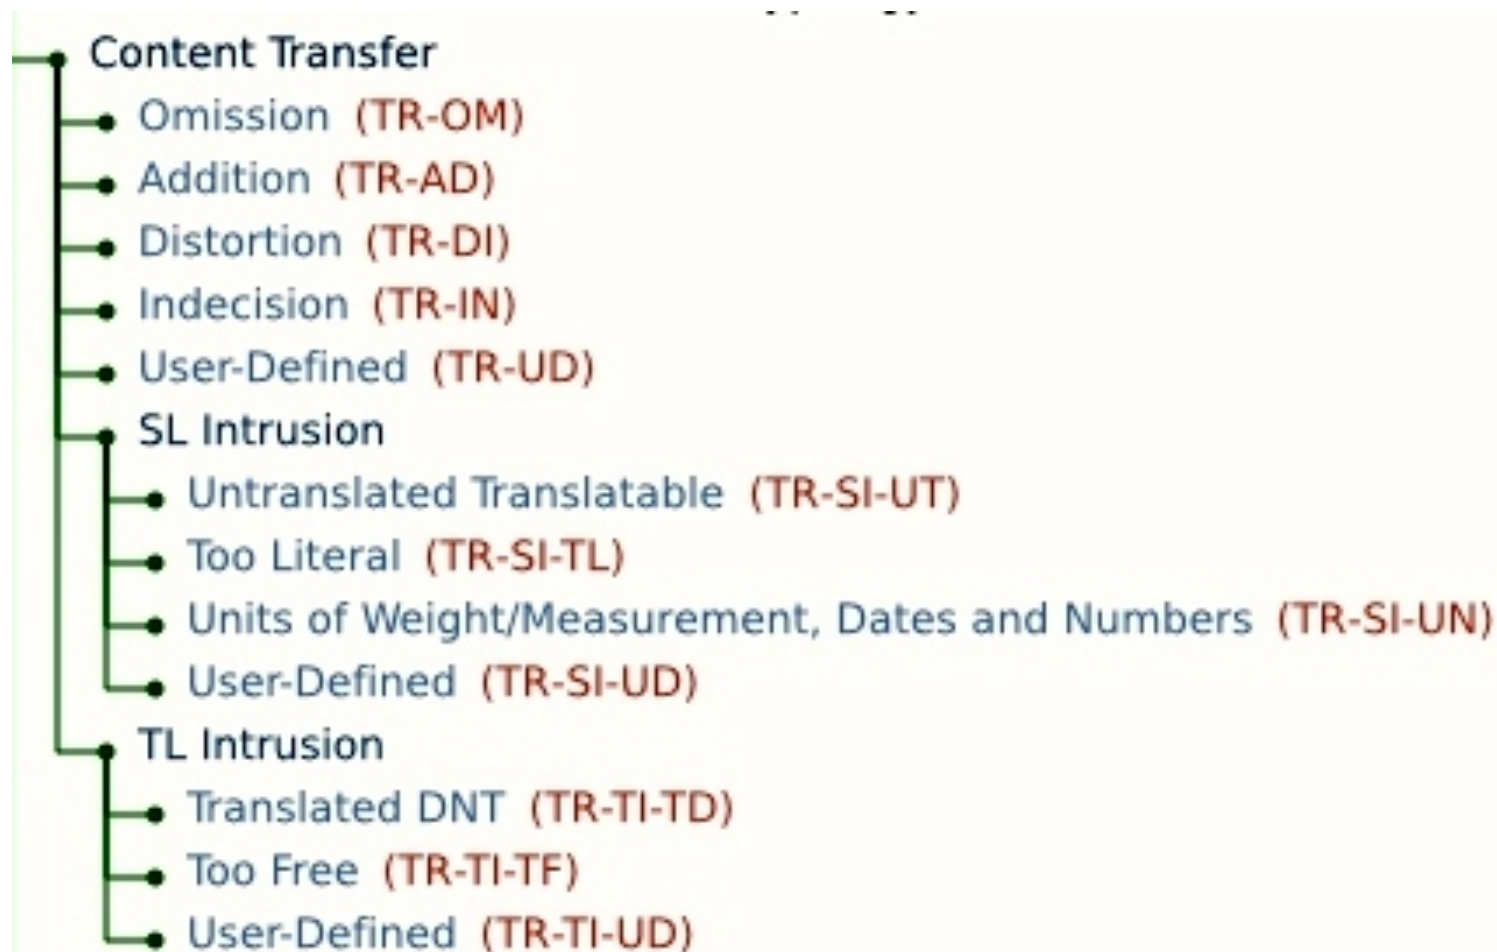 Content Transfer
Omission (TR-OM)
Addition (TR-AD)
Distortion (TR-DI)
Indecision (TR-IN)
User-Defined (TR-UD)
SL Intrusion
Untranslated Translatable (TR-SI-UT)
Too Literal (TR-SI-TL)
Units of Weight/Measurement, Dates and Numbers (TR-SI-UN)
User-Defined (TR-SI-UD)
TL Intrusion
Translated DNT (TR-TI-TD)
Too Free (TR-TI-TF)
User-Defined (TR-TI-UD)